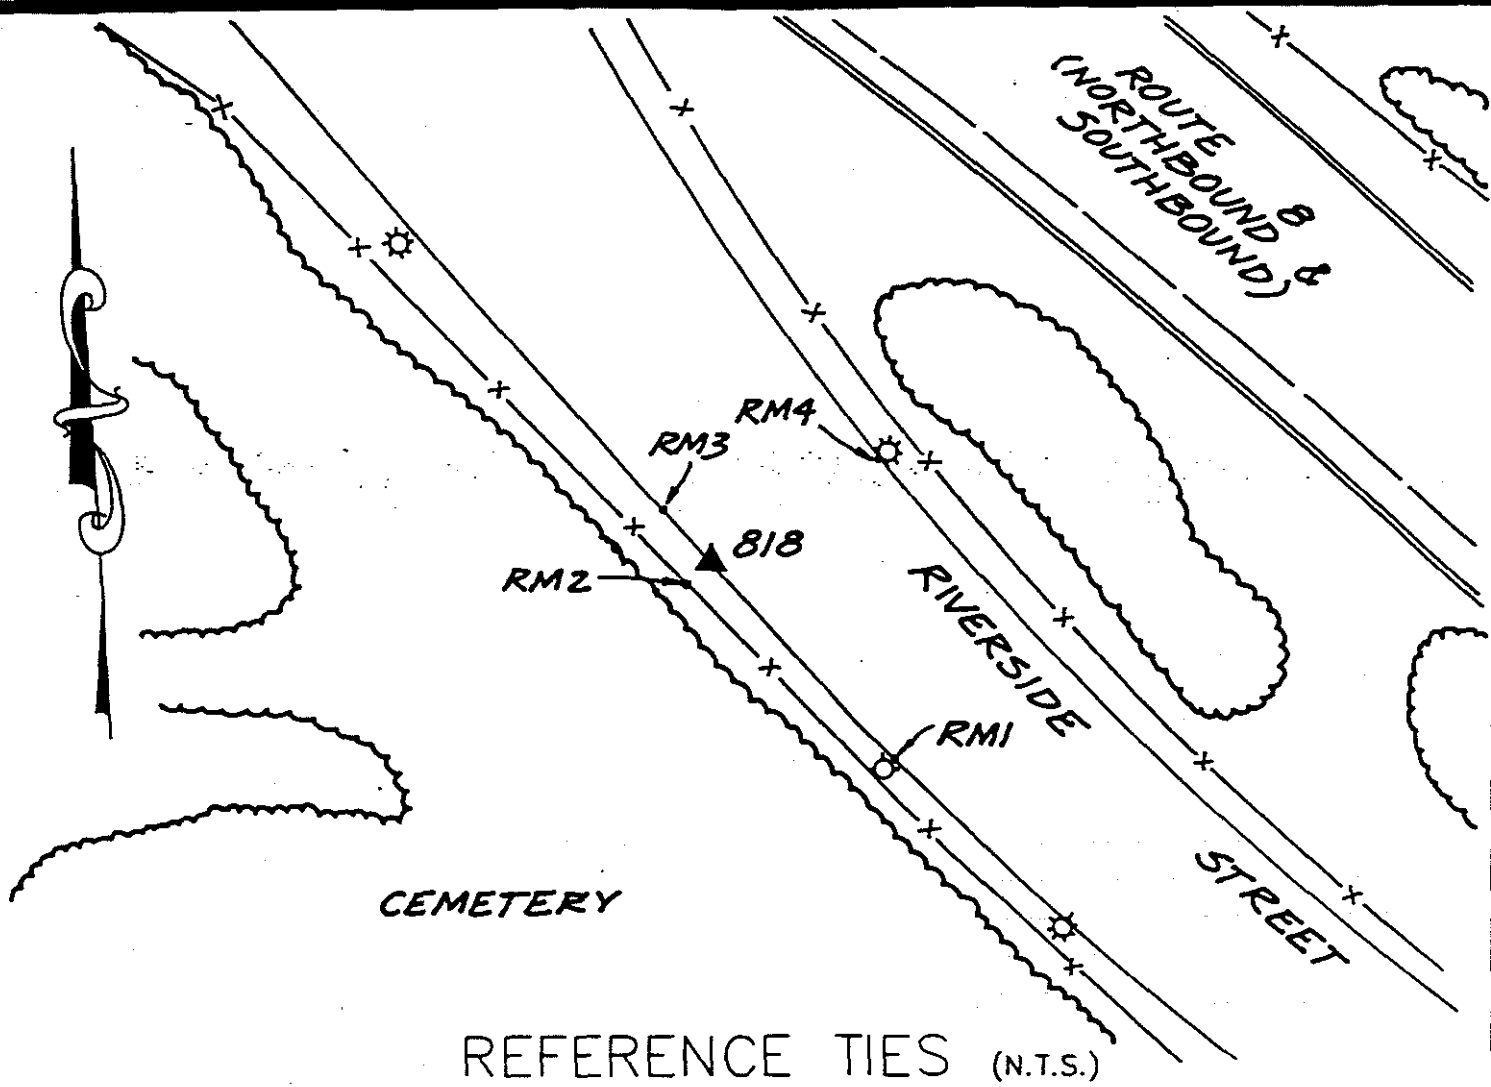 ROUTE 8
(NORTHBOUND &
SOUTHBOUND)
RM4
RM3
818
RM2
RIVERSIDE
RM1
STREET
CEMETERY
REFERENCE TIES (N.T.S.)